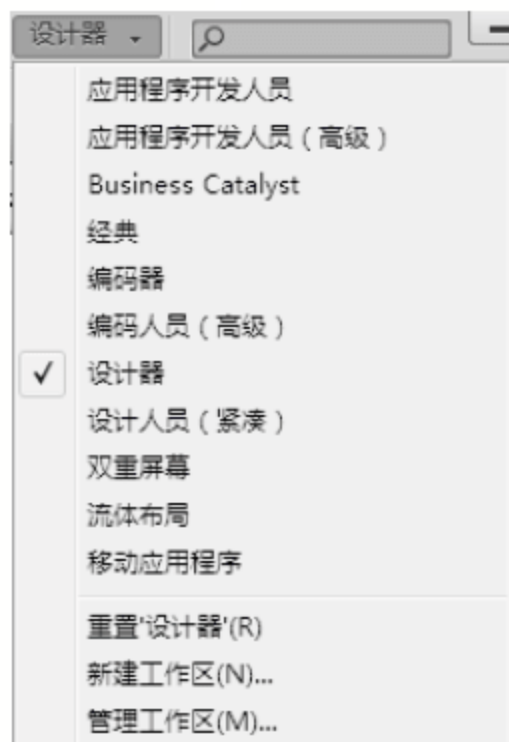 设计器
应用程序开发人员
应用程序开发人员（高级）
Business Catalyst
经典
编码器
编码人员（高级）
设计器
设计人员（紧凑）
双重屏幕
流体布局
移动应用程序
重置'设计器'(R)
新建工作区(N)...
管理工作区(M)...